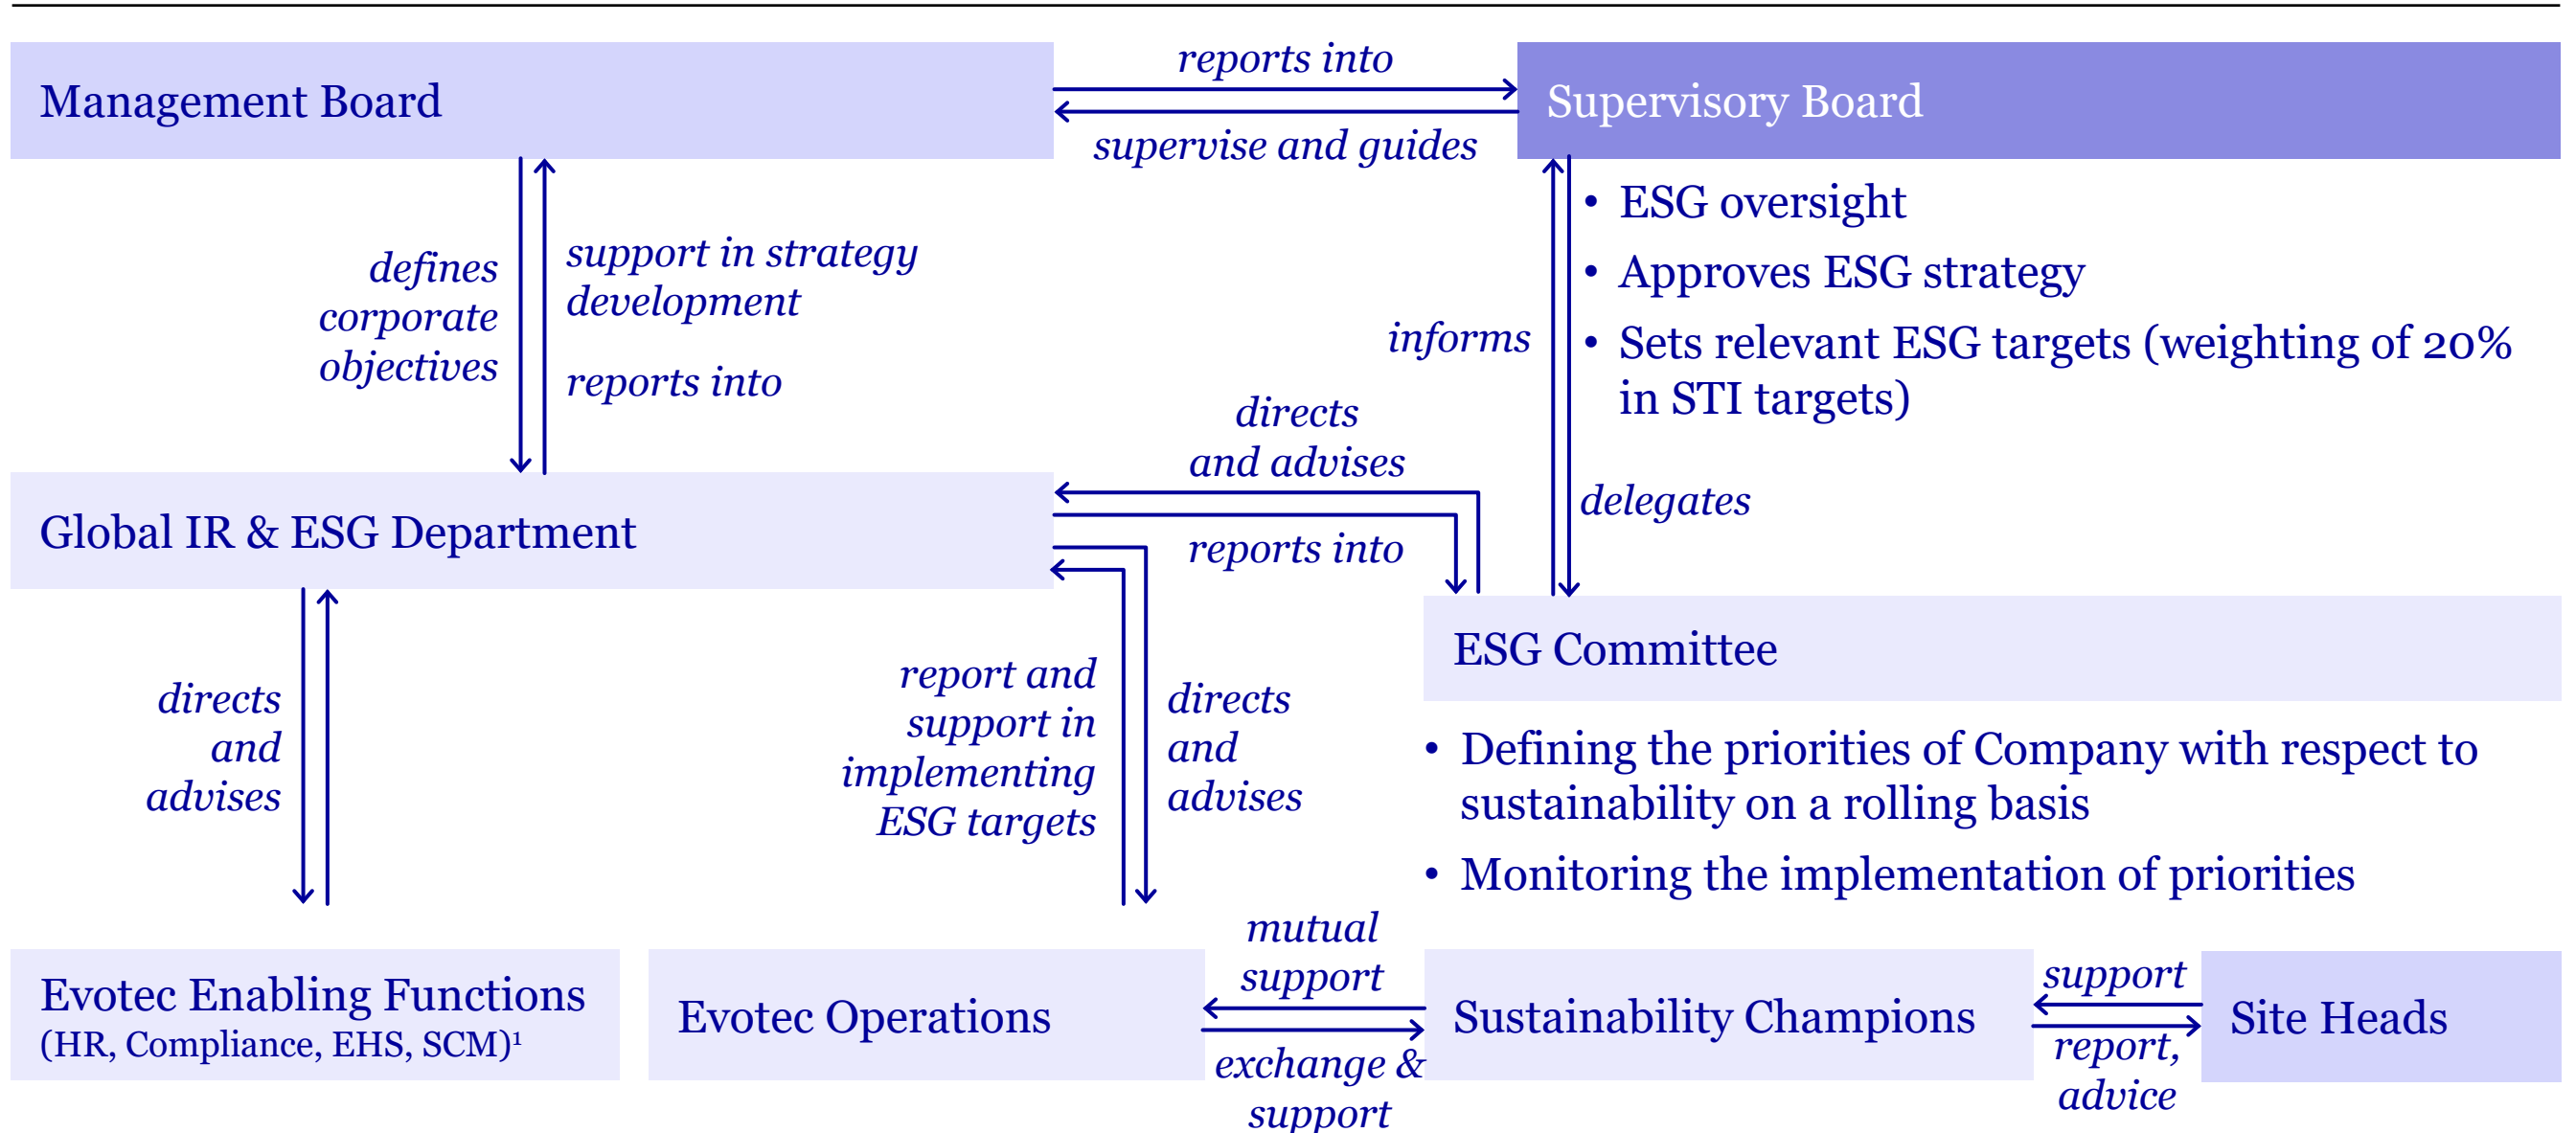 Management Board
reports into
supervise and guides
Supervisory Board
defines
corporate
objectives
support in strategy
development
reports into
informs
• ESG oversight
• Approves ESG strategy
• Sets relevant ESG targets (weighting of 20%
in STI targets)
delegates
directs
and advises
reports into
Global IR & ESG Department
ESG Committee
• Defining the priorities of Company with respect to
sustainability on a rolling basis
• Monitoring the implementation of priorities
directs
and
advises
report and
support in
implementing
ESG targets
directs
and
advises
Evotec Enabling Functions
(HR, Compliance, EHS, SCM)¹
Evotec Operations
mutual
support
exchange &
support
Sustainability Champions
support
report,
advice
Site Heads